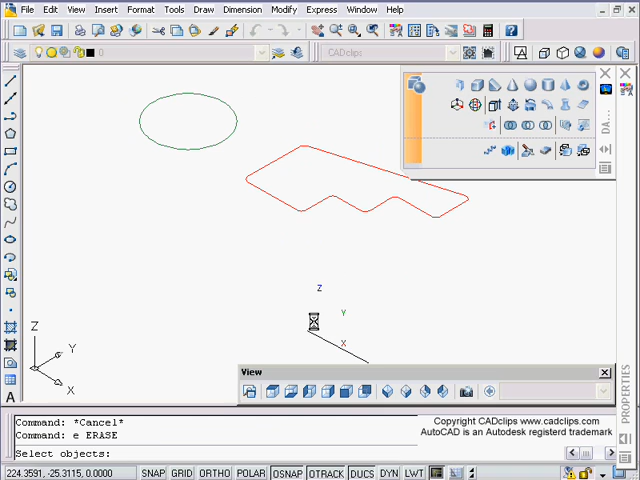 File Edit View Insert Format Tools Draw Dimension Modify Express Window Help
0
CADclips
DA...
Z
Y
X
Z
Y
X
View
PROPERTIES
Command: *Cancel*
Command: e ERASE
Select objects:
Copyright CADclips www.cadclips.com
AutoCAD is an Autodesk registerd trademark
224.3591, -25.3115, 0.0000 SNAP GRID ORTHO POLAR OSNAP OTRACK DUCS DYN LWT
A